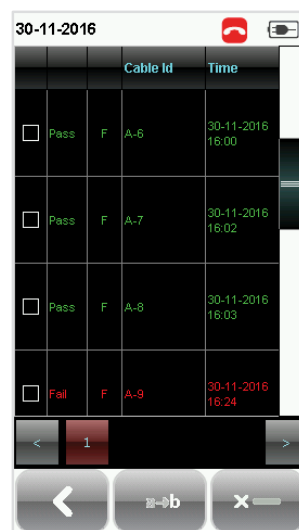 30-11-2016
Cable Id Time
Pass F A-6 30-11-2016
16:00
Pass F A-7 30-11-2016
16:02
Pass F A-8 30-11-2016
16:03
Fail F A-9 30-11-2016
16:24
< 1 >
a→b